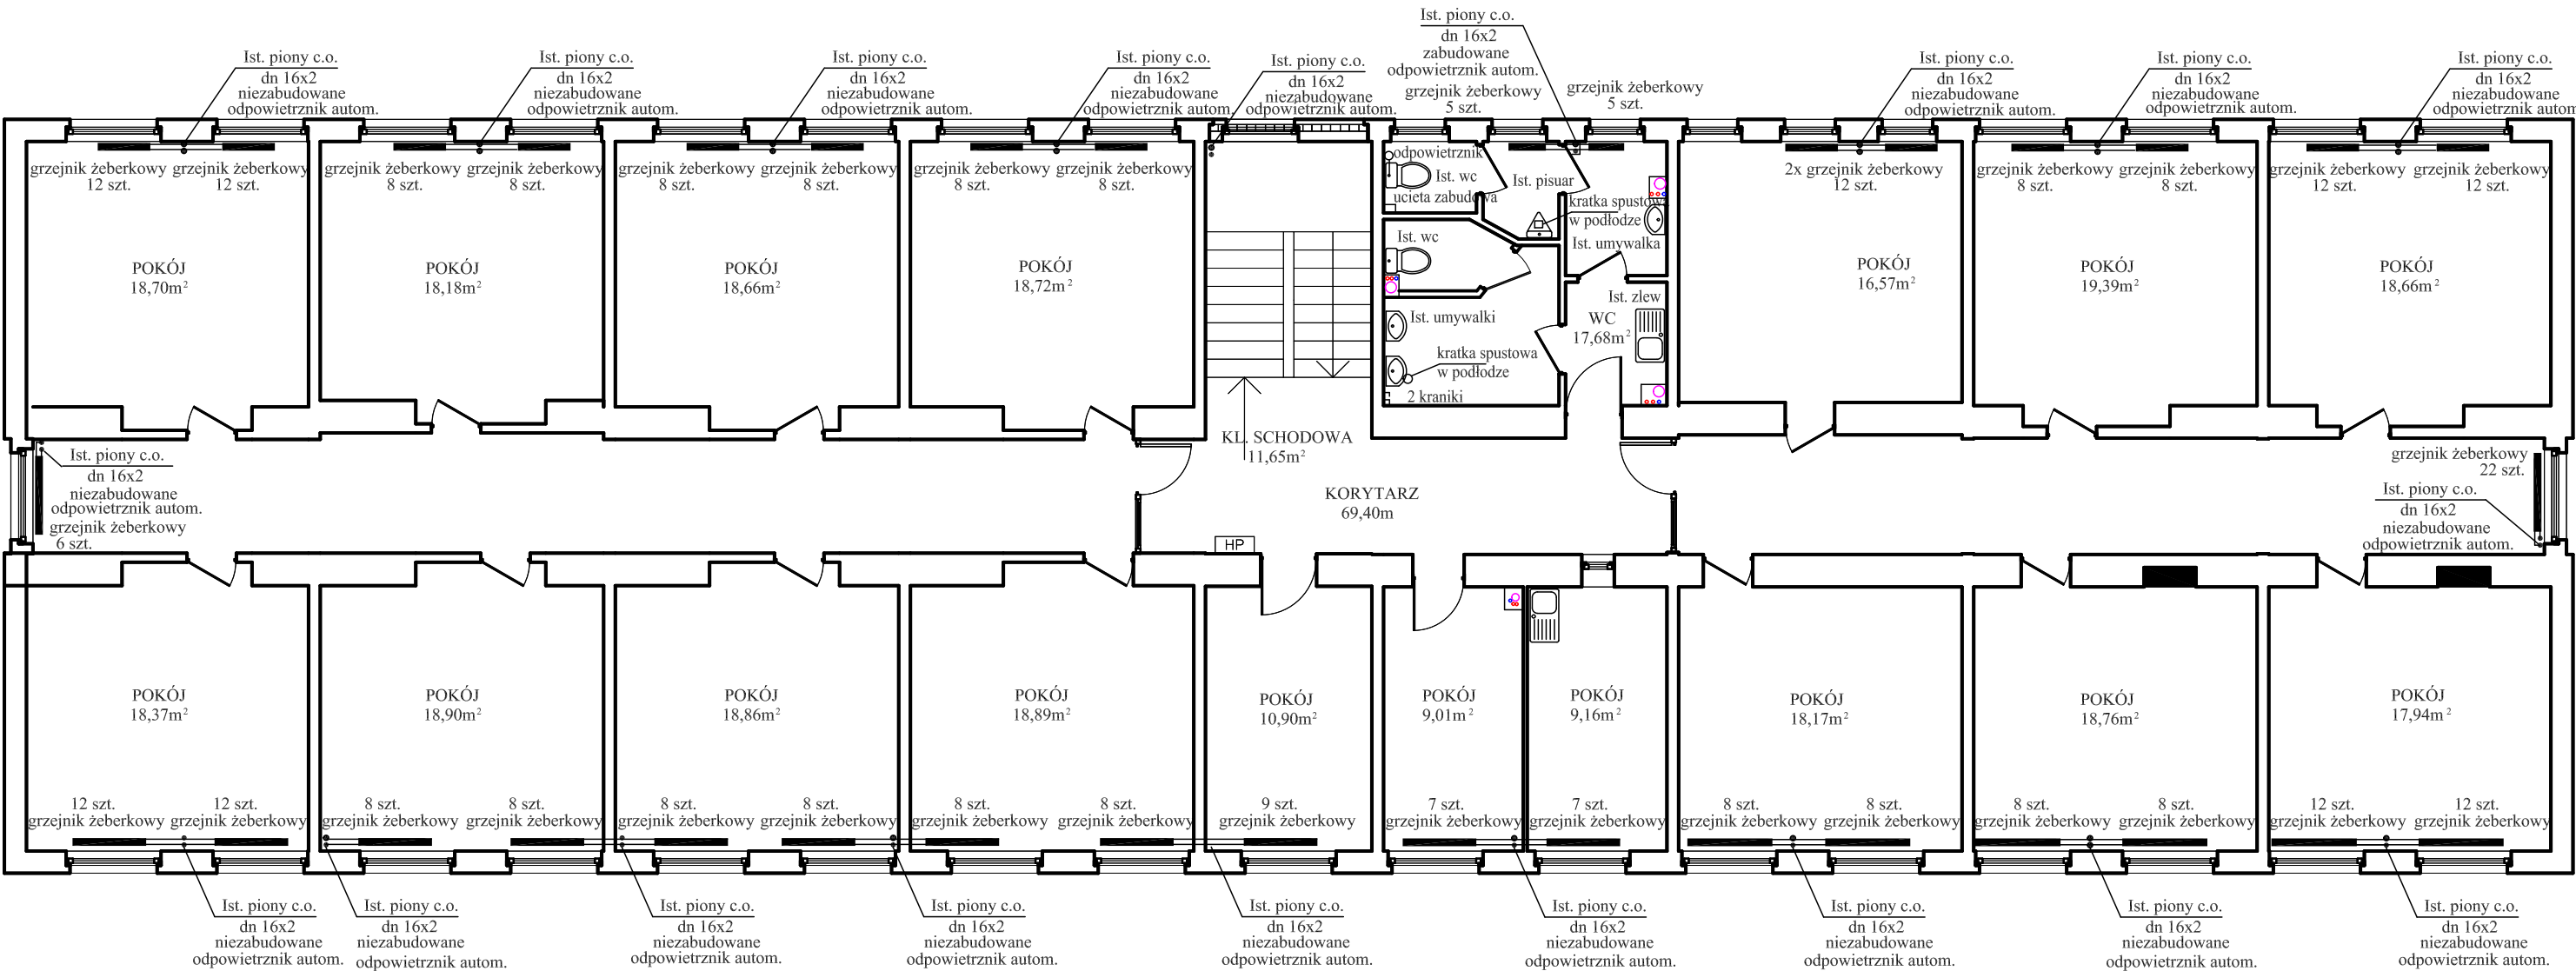 Ist. piony c.o.
dn 16x2
niezabudowane
odpowietrznik autom.
Ist. piony c.o.
dn 16x2
niezabudowane
odpowietrznik autom.
Ist. piony c.o.
dn 16x2
niezabudowane
odpowietrznik autom.
Ist. piony c.o.
dn 16x2
niezabudowane
odpowietrznik autom.
Ist. piony c.o.
dn 16x2
niezabudowane
odpowietrznik autom.
Ist. piony c.o.
dn 16x2
zabudowane
odpowietrznik autom.
grzejnik żeberkowy
5 szt.
grzejnik żeberkowy
5 szt.
Ist. piony c.o.
dn 16x2
niezabudowane
odpowietrznik autom.
Ist. piony c.o.
dn 16x2
niezabudowane
odpowietrznik autom.
Ist. piony c.o.
dn 16x2
niezabudowane
odpowietrznik autom
grzejnik żeberkowy
12 szt.
grzejnik żeberkowy
12 szt.
grzejnik żeberkowy
8 szt.
grzejnik żeberkowy
8 szt.
grzejnik żeberkowy
8 szt.
grzejnik żeberkowy
8 szt.
grzejnik żeberkowy
8 szt.
grzejnik żeberkowy
8 szt.
odpowietrznik
Ist. wc
ucieta zabudowa
Ist. pisuar
kratka spustowa
w podłodze
Ist. umywalka
2x grzejnik żeberkowy
12 szt.
grzejnik żeberkowy
8 szt.
grzejnik żeberkowy
8 szt.
grzejnik żeberkowy
12 szt.
grzejnik żeberkowy
12 szt.
POKÓJ
18,70m²
POKÓJ
18,18m²
POKÓJ
18,66m²
POKÓJ
18,72m²
Ist. wc
Ist. umywalki
kratka spustowa
w podłodze
2 kraniki
Ist. zlew
WC
17,68m²
POKÓJ
16,57m²
POKÓJ
19,39m²
POKÓJ
18,66m²
Ist. piony c.o.
dn 16x2
niezabudowane
odpowietrznik autom.
grzejnik żeberkowy
6 szt.
KL. SCHODOWA
11,65m²
KORYTARZ
69,40m
HP
grzejnik żeberkowy
22 szt.
Ist. piony c.o.
dn 16x2
niezabudowane
odpowietrznik autom.
POKÓJ
18,37m²
POKÓJ
18,90m²
POKÓJ
18,86m²
POKÓJ
18,89m²
POKÓJ
10,90m²
POKÓJ
9,01m²
POKÓJ
9,16m²
POKÓJ
18,17m²
POKÓJ
18,76m²
POKÓJ
17,94m²
12 szt.
grzejnik żeberkowy
12 szt.
grzejnik żeberkowy
8 szt.
grzejnik żeberkowy
8 szt.
grzejnik żeberkowy
8 szt.
grzejnik żeberkowy
8 szt.
grzejnik żeberkowy
8 szt.
grzejnik żeberkowy
8 szt.
grzejnik żeberkowy
9 szt.
grzejnik żeberkowy
7 szt.
grzejnik żeberkowy
7 szt.
grzejnik żeberkowy
8 szt.
grzejnik żeberkowy
8 szt.
grzejnik żeberkowy
8 szt.
grzejnik żeberkowy
8 szt.
grzejnik żeberkowy
12 szt.
grzejnik żeberkowy
12 szt.
grzejnik żeberkowy
Ist. piony c.o.
dn 16x2
niezabudowane
odpowietrznik autom.
Ist. piony c.o.
dn 16x2
niezabudowane
odpowietrznik autom.
Ist. piony c.o.
dn 16x2
niezabudowane
odpowietrznik autom.
Ist. piony c.o.
dn 16x2
niezabudowane
odpowietrznik autom.
Ist. piony c.o.
dn 16x2
niezabudowane
odpowietrznik autom.
Ist. piony c.o.
dn 16x2
niezabudowane
odpowietrznik autom.
Ist. piony c.o.
dn 16x2
niezabudowane
odpowietrznik autom.
Ist. piony c.o.
dn 16x2
niezabudowane
odpowietrznik autom.
Ist. piony c.o.
dn 16x2
niezabudowane
odpowietrznik autom.